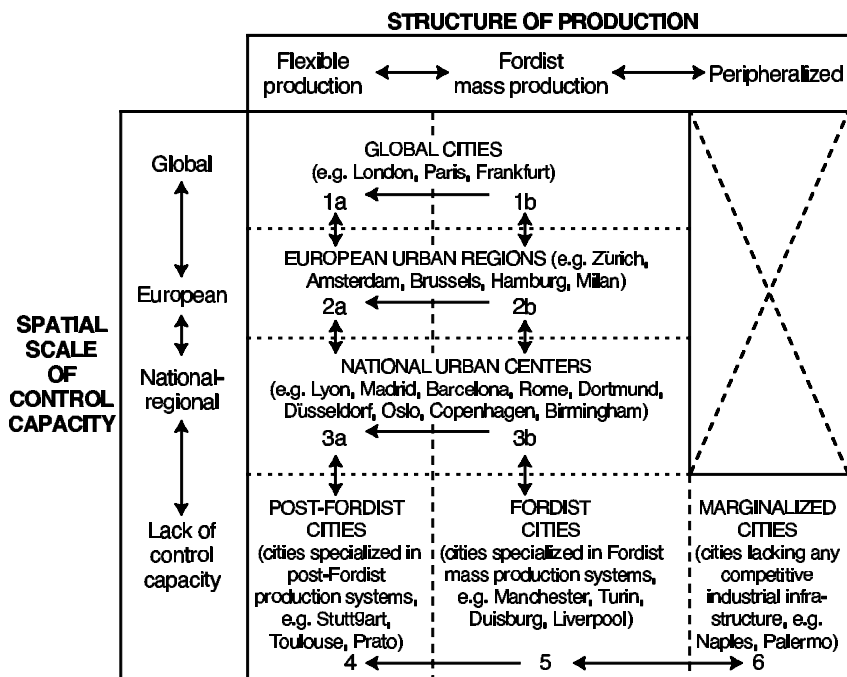 STRUCTURE OF PRODUCTION
Flexible
production
Fordist
mass production
Peripheralized
SPATIAL
SCALE
OF
CONTROL
CAPACITY
Global
European
National-
regional
Lack of
control
capacity
GLOBAL CITIES
(e.g. London, Paris, Frankfurt)
1a
1b
EUROPEAN URBAN REGIONS (e.g. Zürich,
Amsterdam, Brussels, Hamburg, Millan)
2a
2b
NATIONAL URBAN CENTERS
(e.g. Lyon, Madrid, Barcelona, Rome, Dortmund,
Düsseldorf, Oslo, Copenhagen, Birmingham)
3a
3b
POST-FORDIST
CITIES
(cities specialized in
post-Fordist
production systems,
e.g. Stuttgart,
Toulouse, Prato)
4
FORDIST
CITIES
(cities specialized in Fordist
mass production systems,
e.g. Manchester, Turin,
Duisburg, Liverpool)
5
MARGINALIZED
CITIES
(cities lacking any
competitive
industrial infra-
structure, e.g.
Naples, Palermo)
6